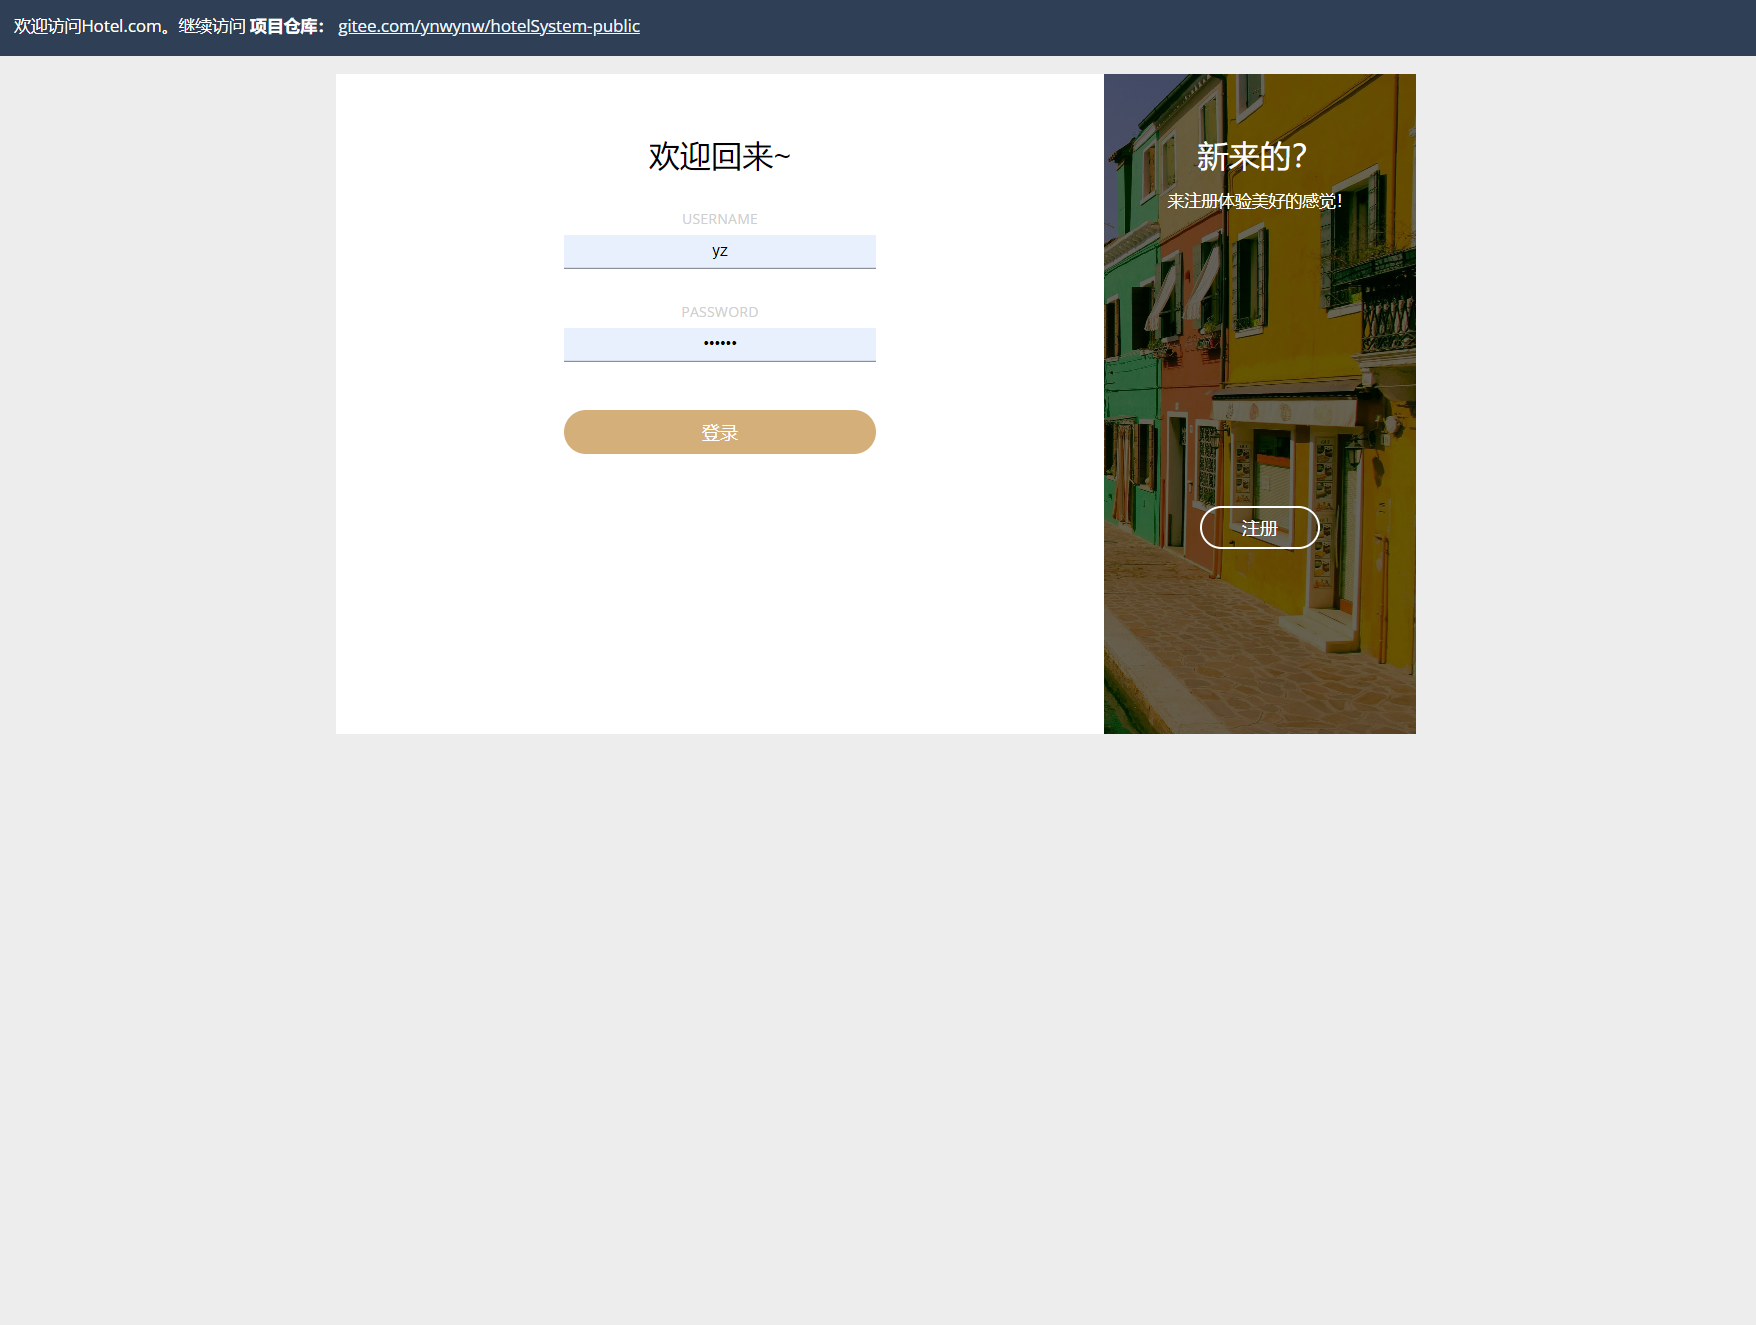 欢迎访问Hotel.com。继续访问 项目仓库： gitee.com/ynwynw/hotelSystem-public
欢迎回来~
USERNAME
yz
PASSWORD
••••••
登录
新来的？
来注册体验美好的感觉！
注册